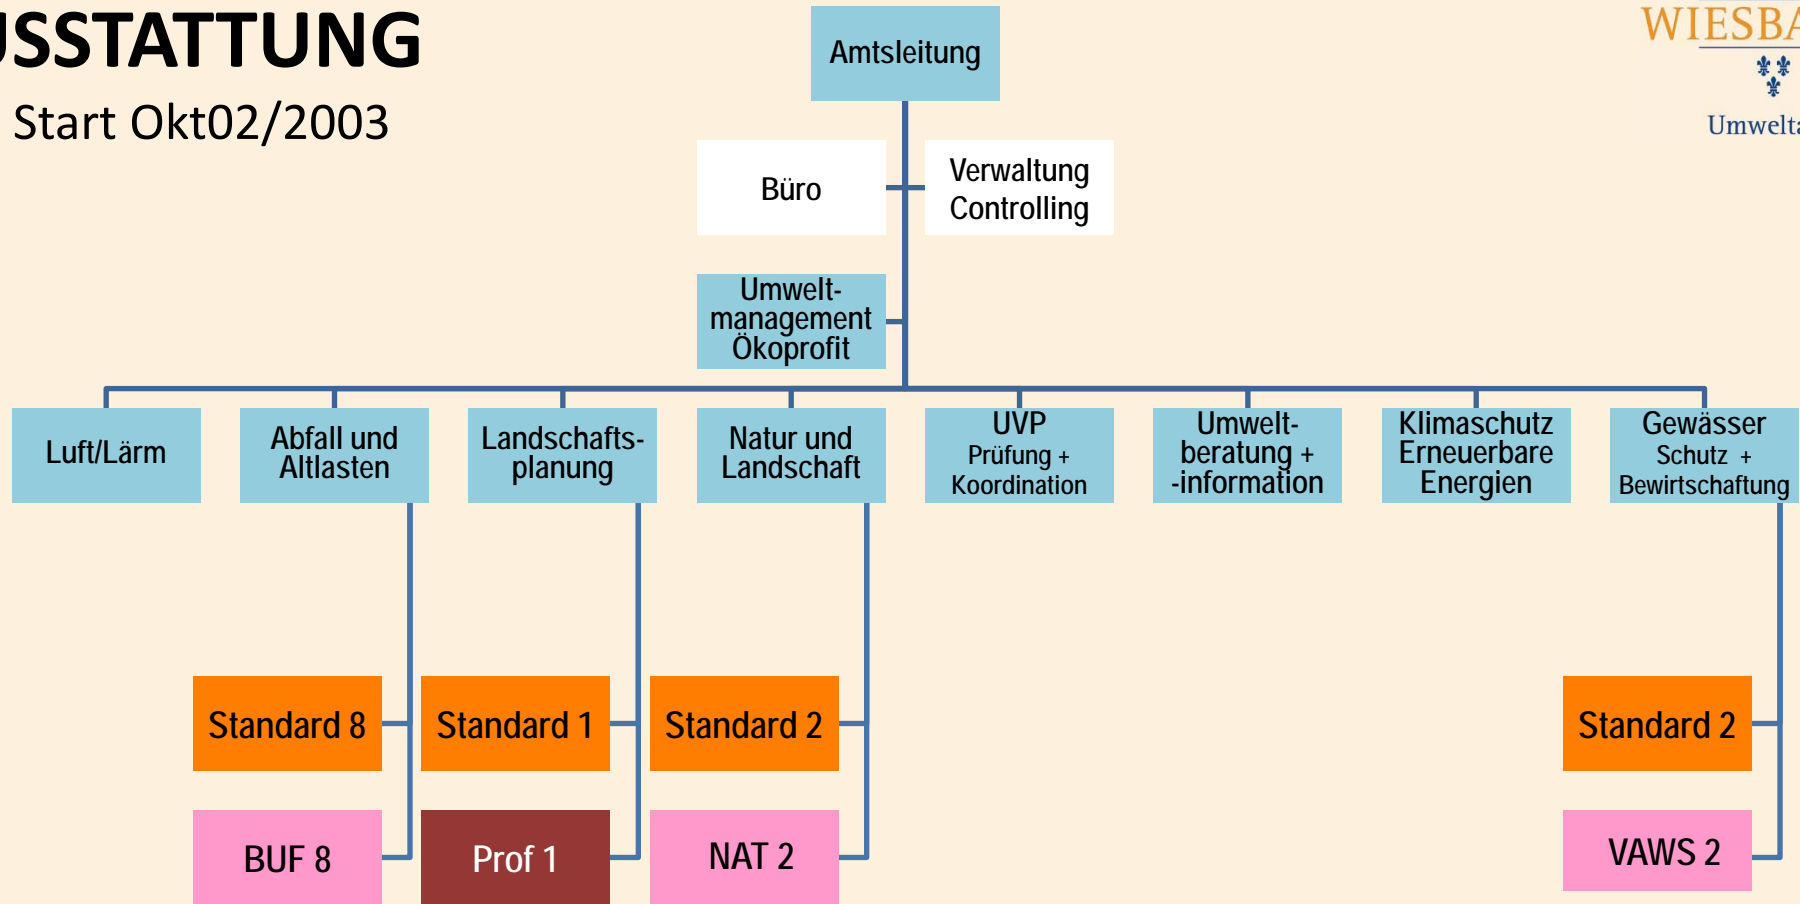 USSTATTUNG
Start Okt02/2003
WIESBA
Umwelta
Amtsleitung
Büro
Verwaltung
Controlling
Umwelt-
management
Ökoprofit
Luft/Lärm
Abfall und
Altlasten
Landschafts-
planung
Natur und
Landschaft
UVP
Prüfung +
Koordination
Umwelt-
beratung +
-information
Klimaschutz
Erneuerbare
Energien
Gewässer
Schutz +
Bewirtschaftung
Standard 8
Standard 1
Standard 2
Standard 2
BUF 8
Prof 1
NAT 2
VAWS 2